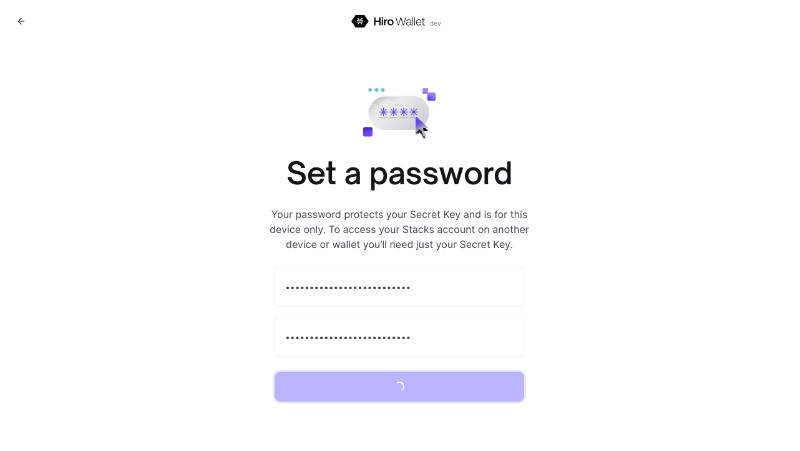 Hiro Wallet dev
✳✳✳✳
Set a password
Your password protects your Secret Key and is for this
device only. To access your Stacks account on another
device or wallet you'll need just your Secret Key.
••••••••••••••••••••••••••
••••••••••••••••••••••••••